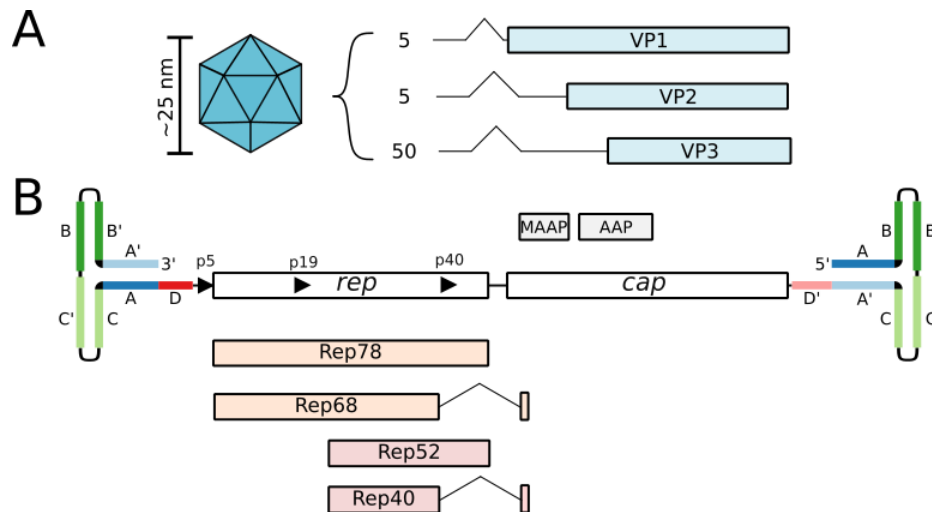 A
~25 nm
5
VP1
5
VP2
50
VP3
B
MAAP
AAP
B
B'
A'
3'
p5
p19
p40
rep
cap
5'
A
B
A
D
D'
A'
C'
C
C
Rep78
Rep68
Rep52
Rep40